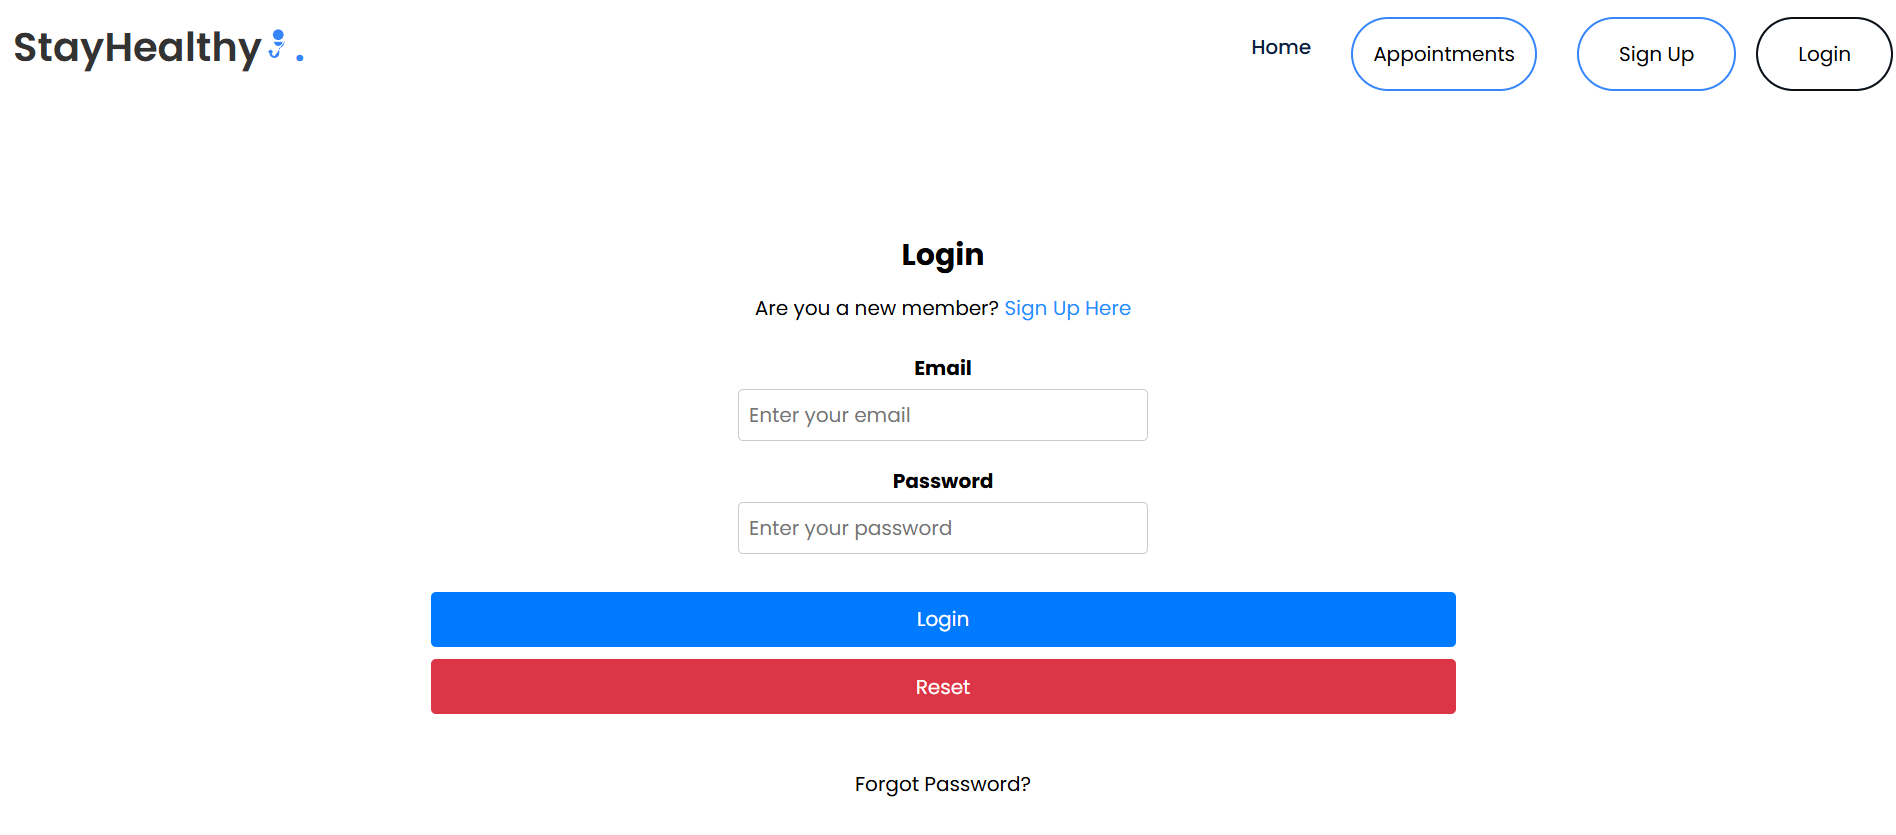 StayHealthy .
Home
Appointments
Sign Up
Login
Login
Are you a new member? Sign Up Here
Email
Enter your email
Password
Enter your password
Login
Reset
Forgot Password?